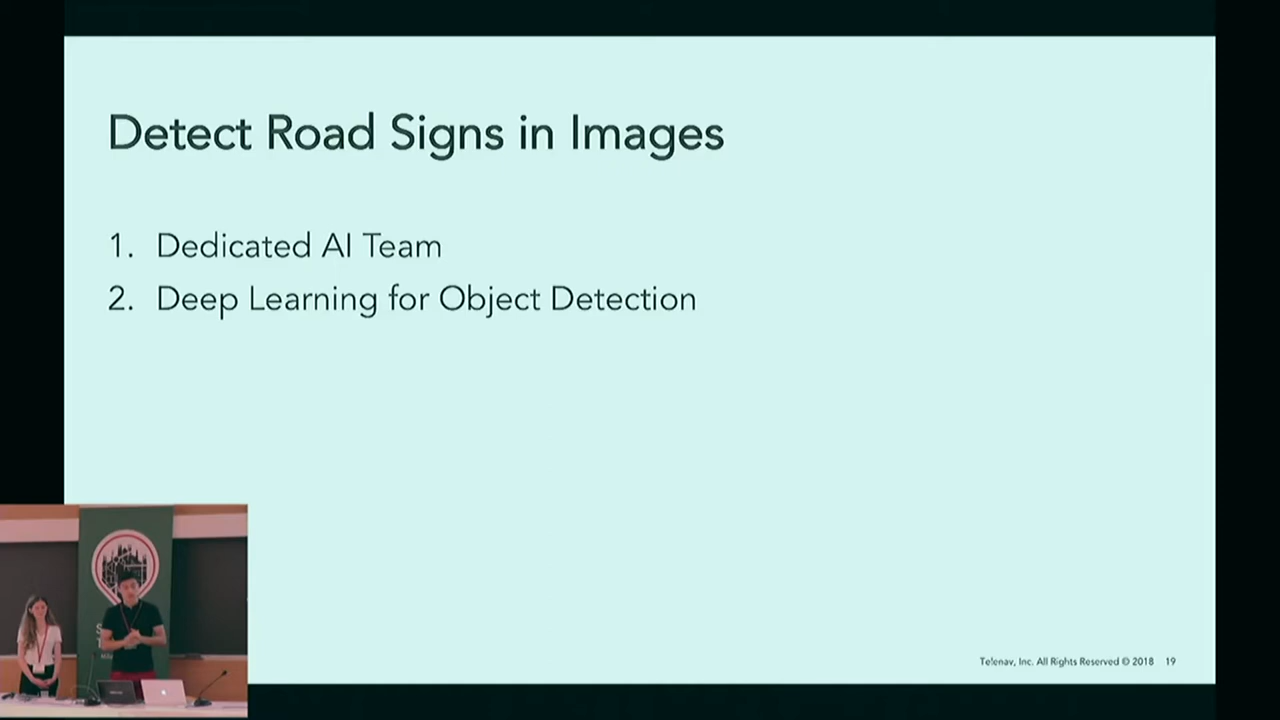 Detect Road Signs in Images
1. Dedicated AI Team
2. Deep Learning for Object Detection
Telenav, Inc. All Rights Reserved © 2018 19